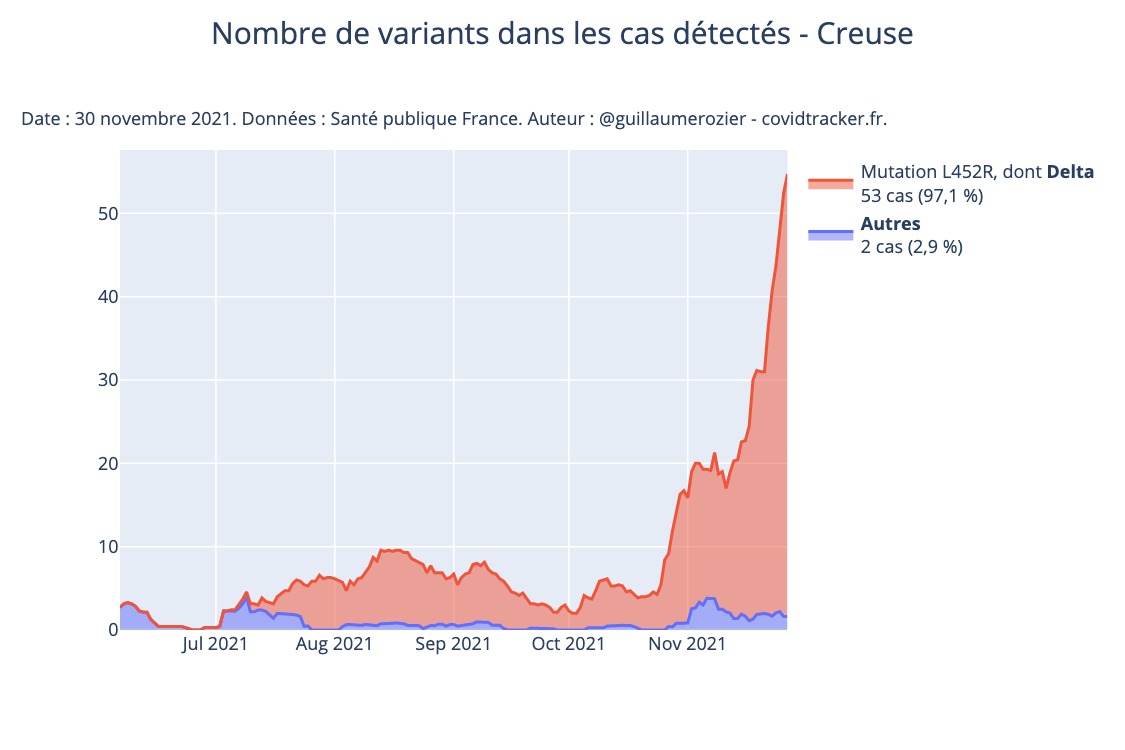 Nombre de variants dans les cas détectés - Creuse
Date : 30 novembre 2021. Données : Santé publique France. Auteur : @guillaumerozier - covidtracker.fr.
Mutation L452R, dont Delta
53 cas (97,1 %)
Autres
2 cas (2,9 %)
50
40
30
20
10
0
Jul 2021 Aug 2021 Sep 2021 Oct 2021 Nov 2021